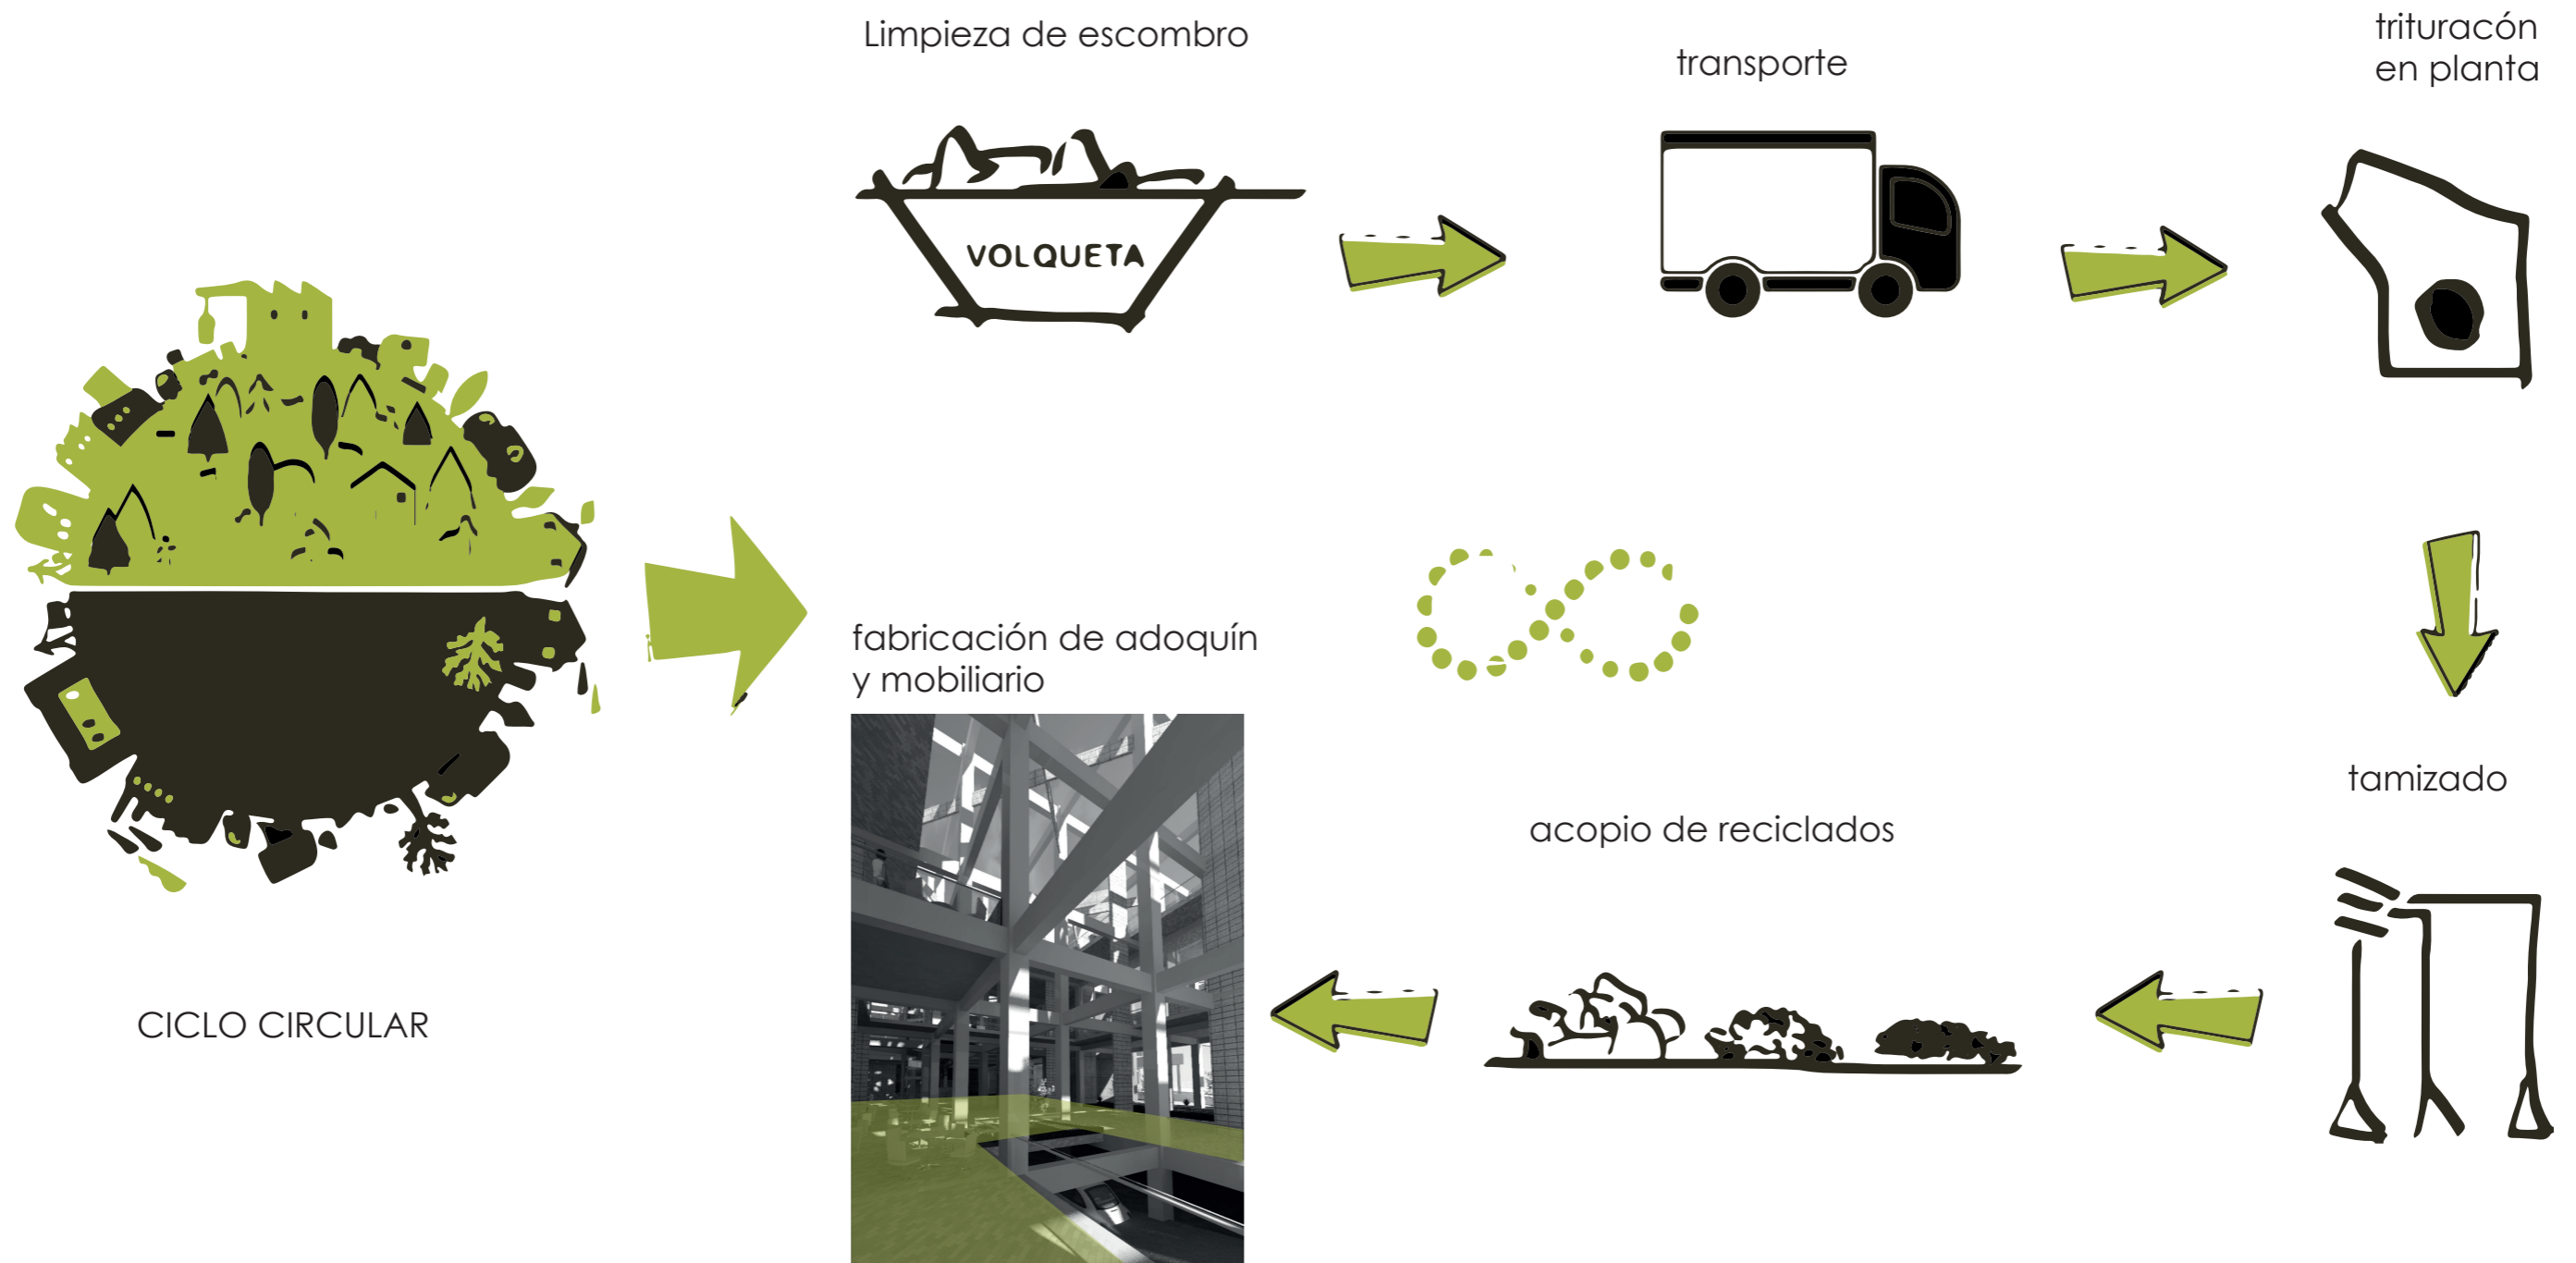 Limpieza de escombro
transporte
trituracón
en planta
VOLQUETA
fabricación de adoquín
y mobiliario
tamizado
acopio de reciclados
CICLO CIRCULAR